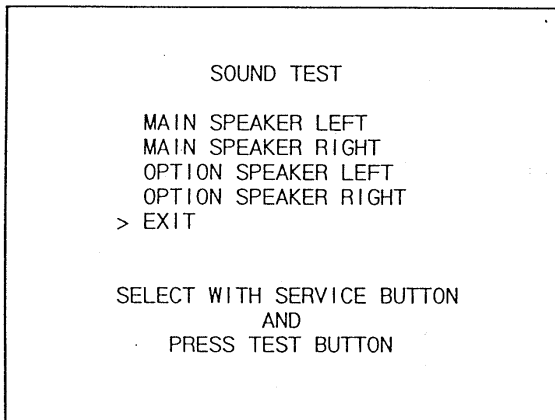 SOUND TEST
MAIN SPEAKER LEFT
MAIN SPEAKER RIGHT
OPTION SPEAKER LEFT
OPTION SPEAKER RIGHT
> EXIT
SELECT WITH SERVICE BUTTON
AND
PRESS TEST BUTTON